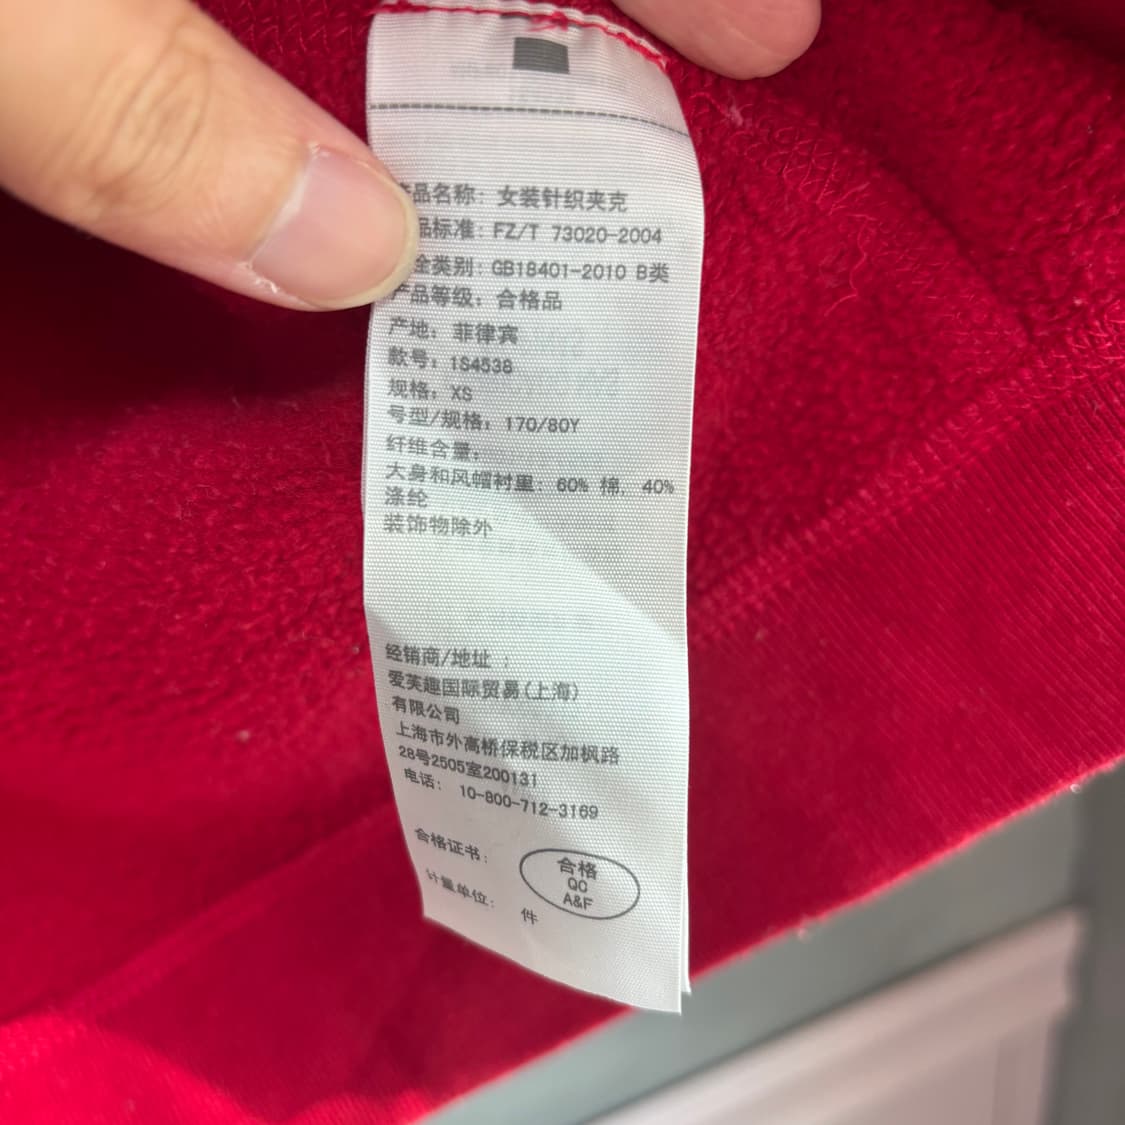 品名称: 女装针织夹克
品标准: FZ/T 73020-2004
全类别: GB18401-2010 B类
产品等级: 合格品
产地: 菲律宾
款号: 1S4538
规格: XS
号型/规格: 170/80Y
纤维含量:
大身和风帽衬里: 60% 棉, 40%
涤纶
装饰物除外
经销商/地址 :
爱芙趣国际贸易(上海)
有限公司
上海市外高桥保税区加枫路
28号2505室200131
电话: 10-800-712-3169
合格证书:
合格
QC
A&F
计量单位: 件